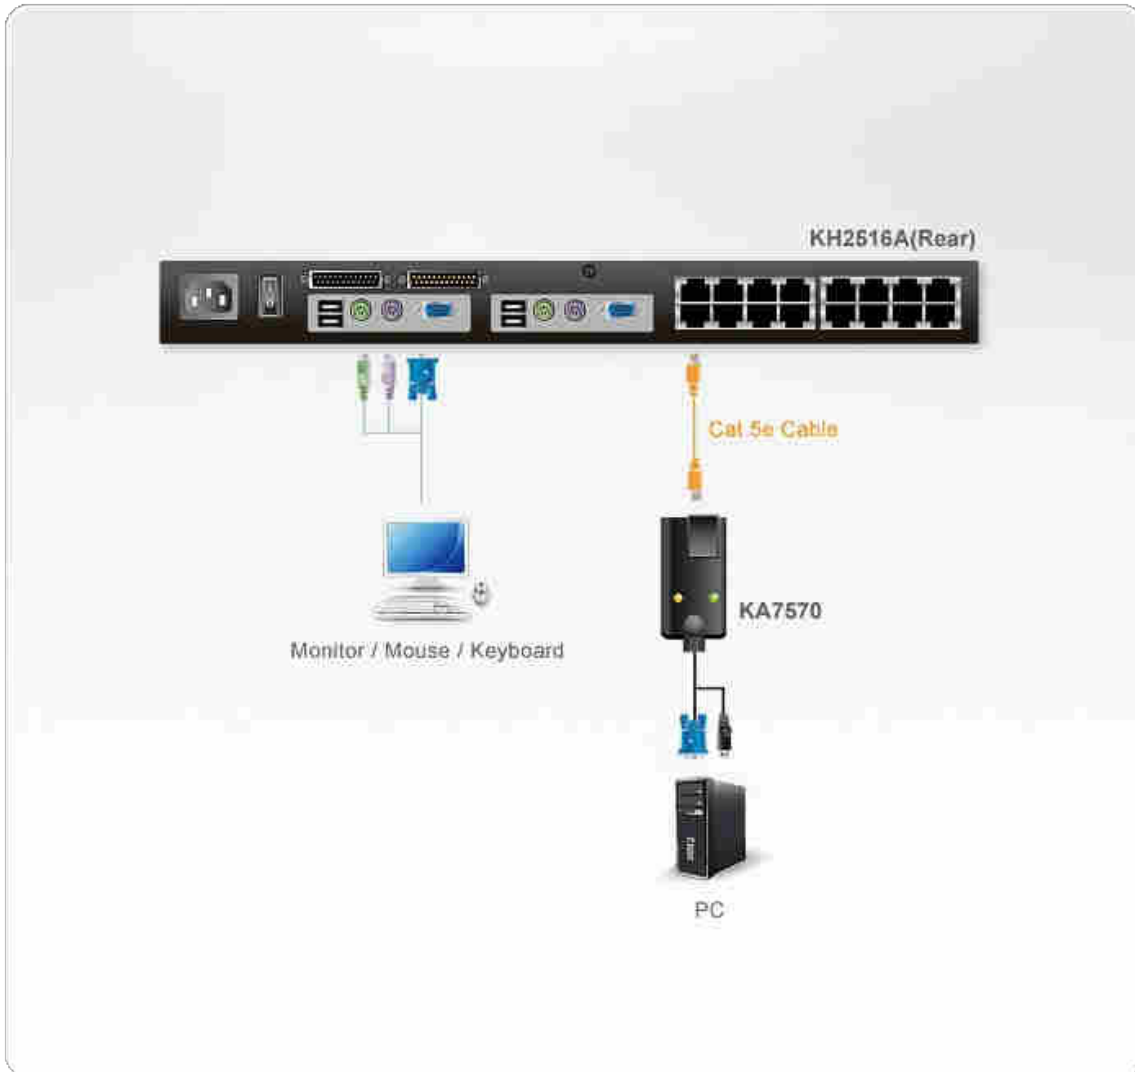 KH2516A(Rear)
Cat 5e Cable
KA7570
Monitor / Mouse / Keyboard
PC